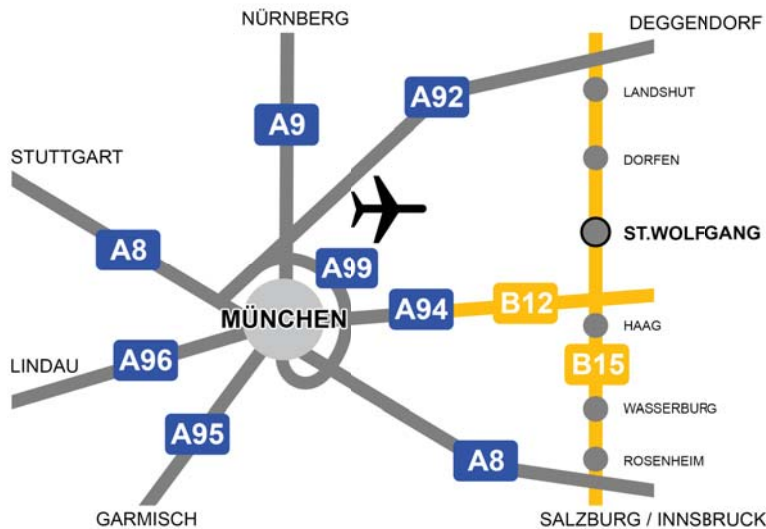 NÜRNBERG
DEGGENDORF
A92
LANDSHUT
A9
STUTTGART
DORFEN
ST.WOLFGANG
A8
A99
B12
A94
MÜNCHEN
HAAG
LINDAU
A96
B15
WASSERBURG
A95
A8
ROSENHEIM
GARMISCH
SALZBURG / INNSBRUCK